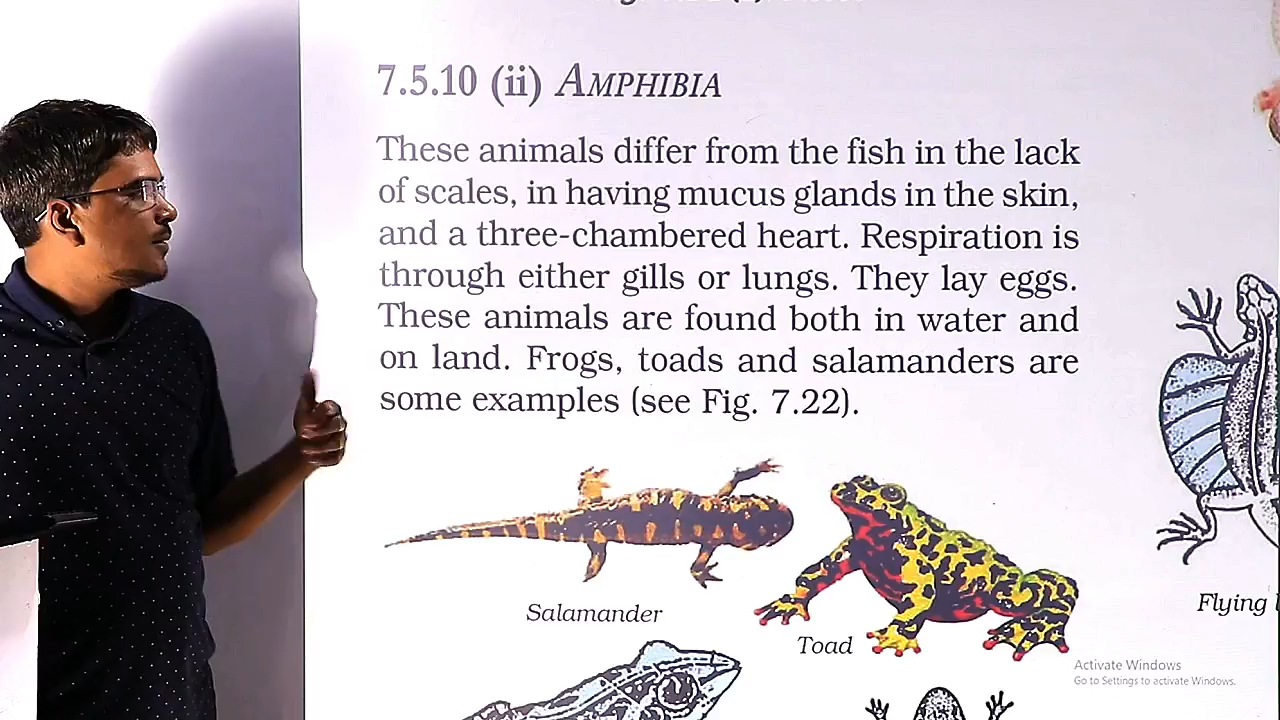 7.5.10 (ii) AMPHIBIA
These animals differ from the fish in the lack
of scales, in having mucus glands in the skin,
and a three-chambered heart. Respiration is
through either gills or lungs. They lay eggs.
These animals are found both in water and
on land. Frogs, toads and salamanders are
some examples (see Fig. 7.22).
Salamander
Toad
Flying
Activate Windows
Go to Settings to activate Windows.